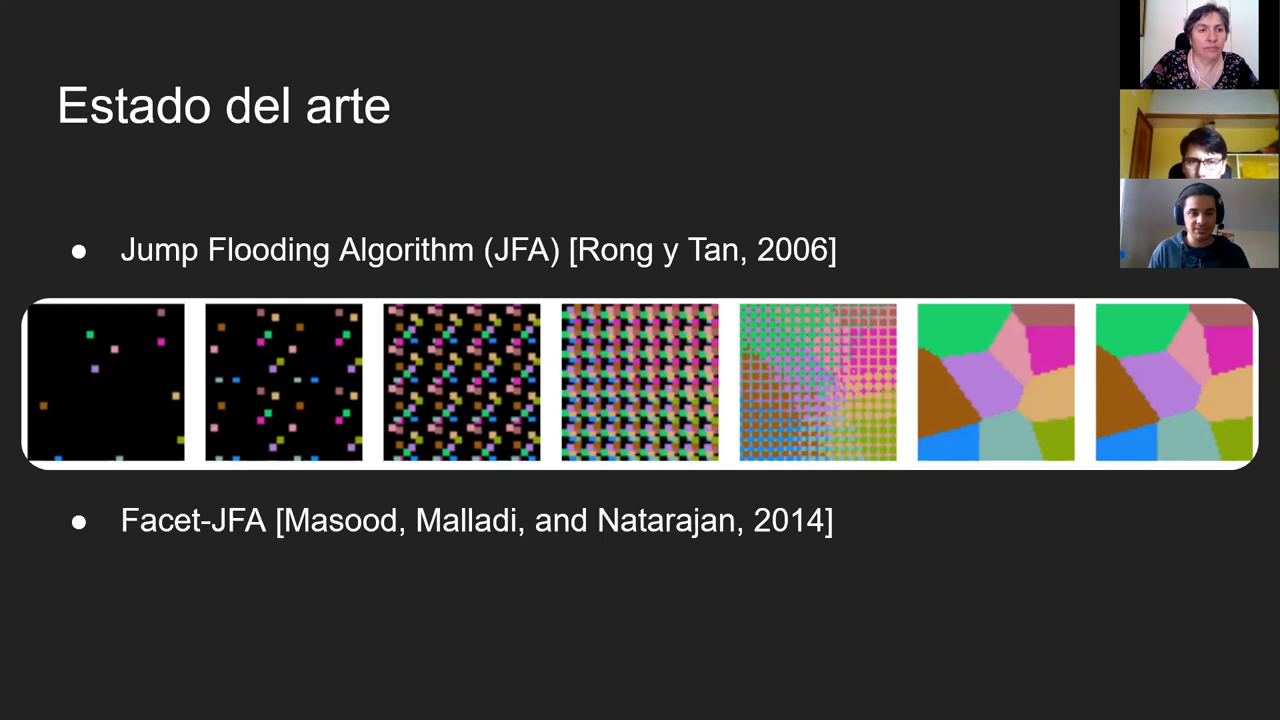 Estado del arte
● Jump Flooding Algorithm (JFA) [Rong y Tan, 2006]
● Facet-JFA [Masood, Malladi, and Natarajan, 2014]